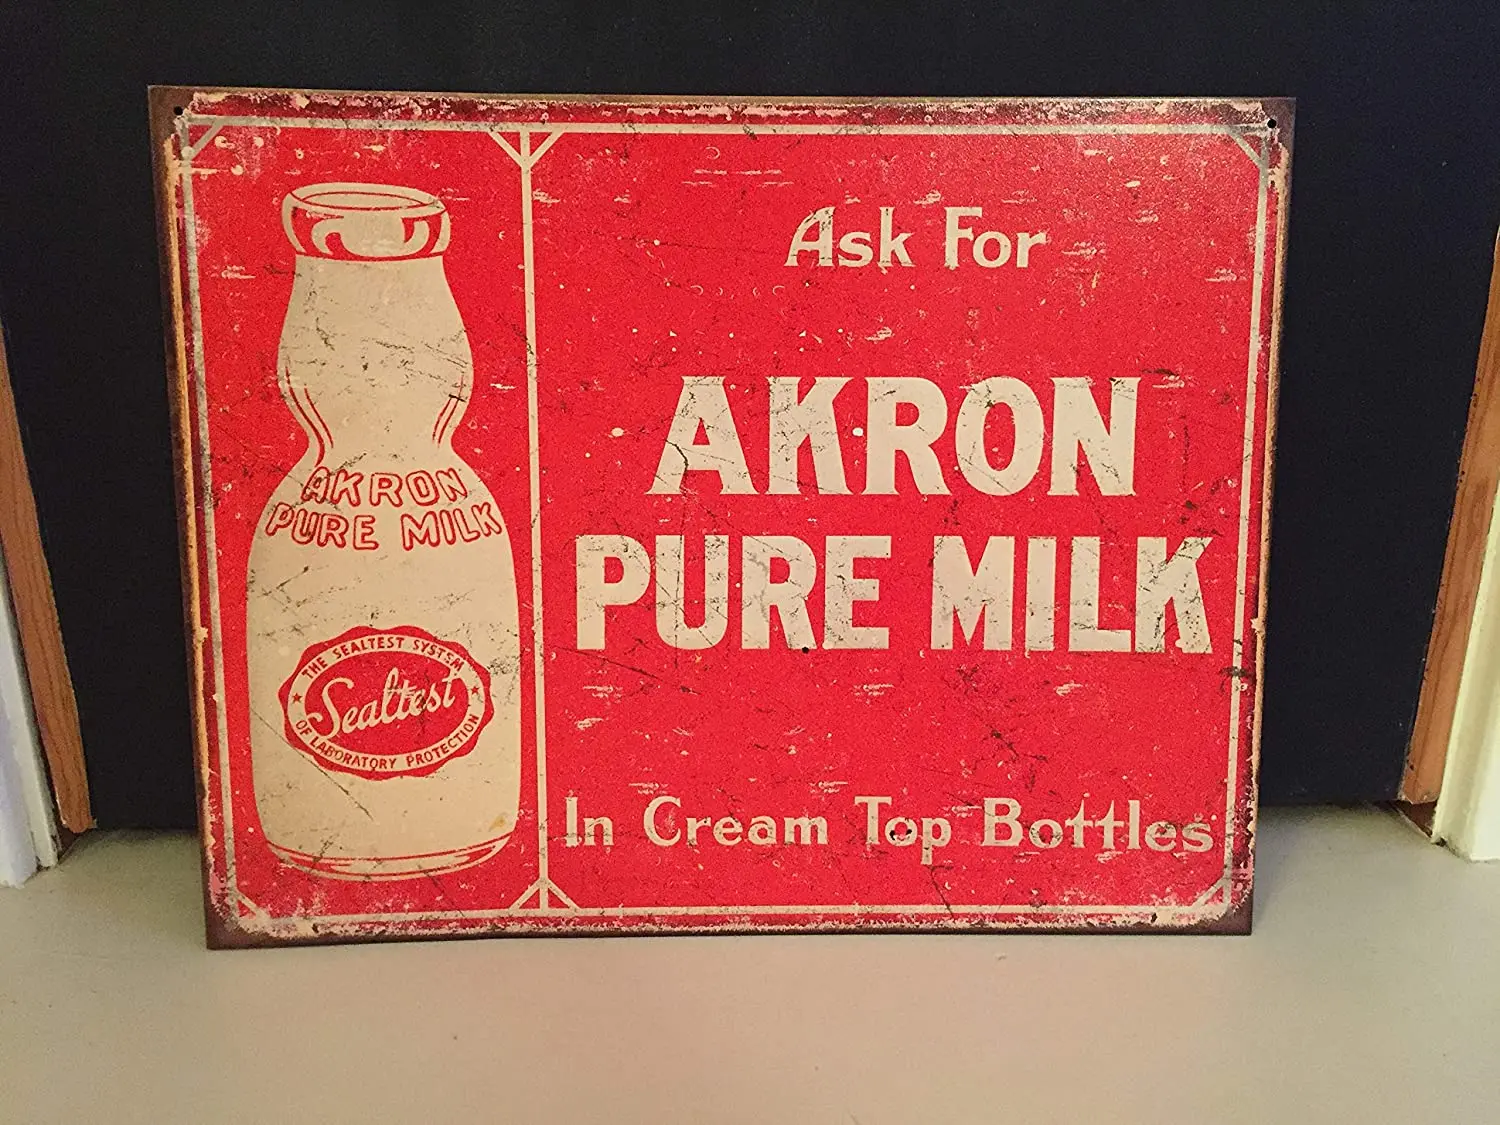 AKRON
PURE MILK
THE SEALTEST SYSTEM
Sealtest
OF LABORATORY PROTECTION
Ask For
AKRON
PURE MILK
In Cream Top Bottles